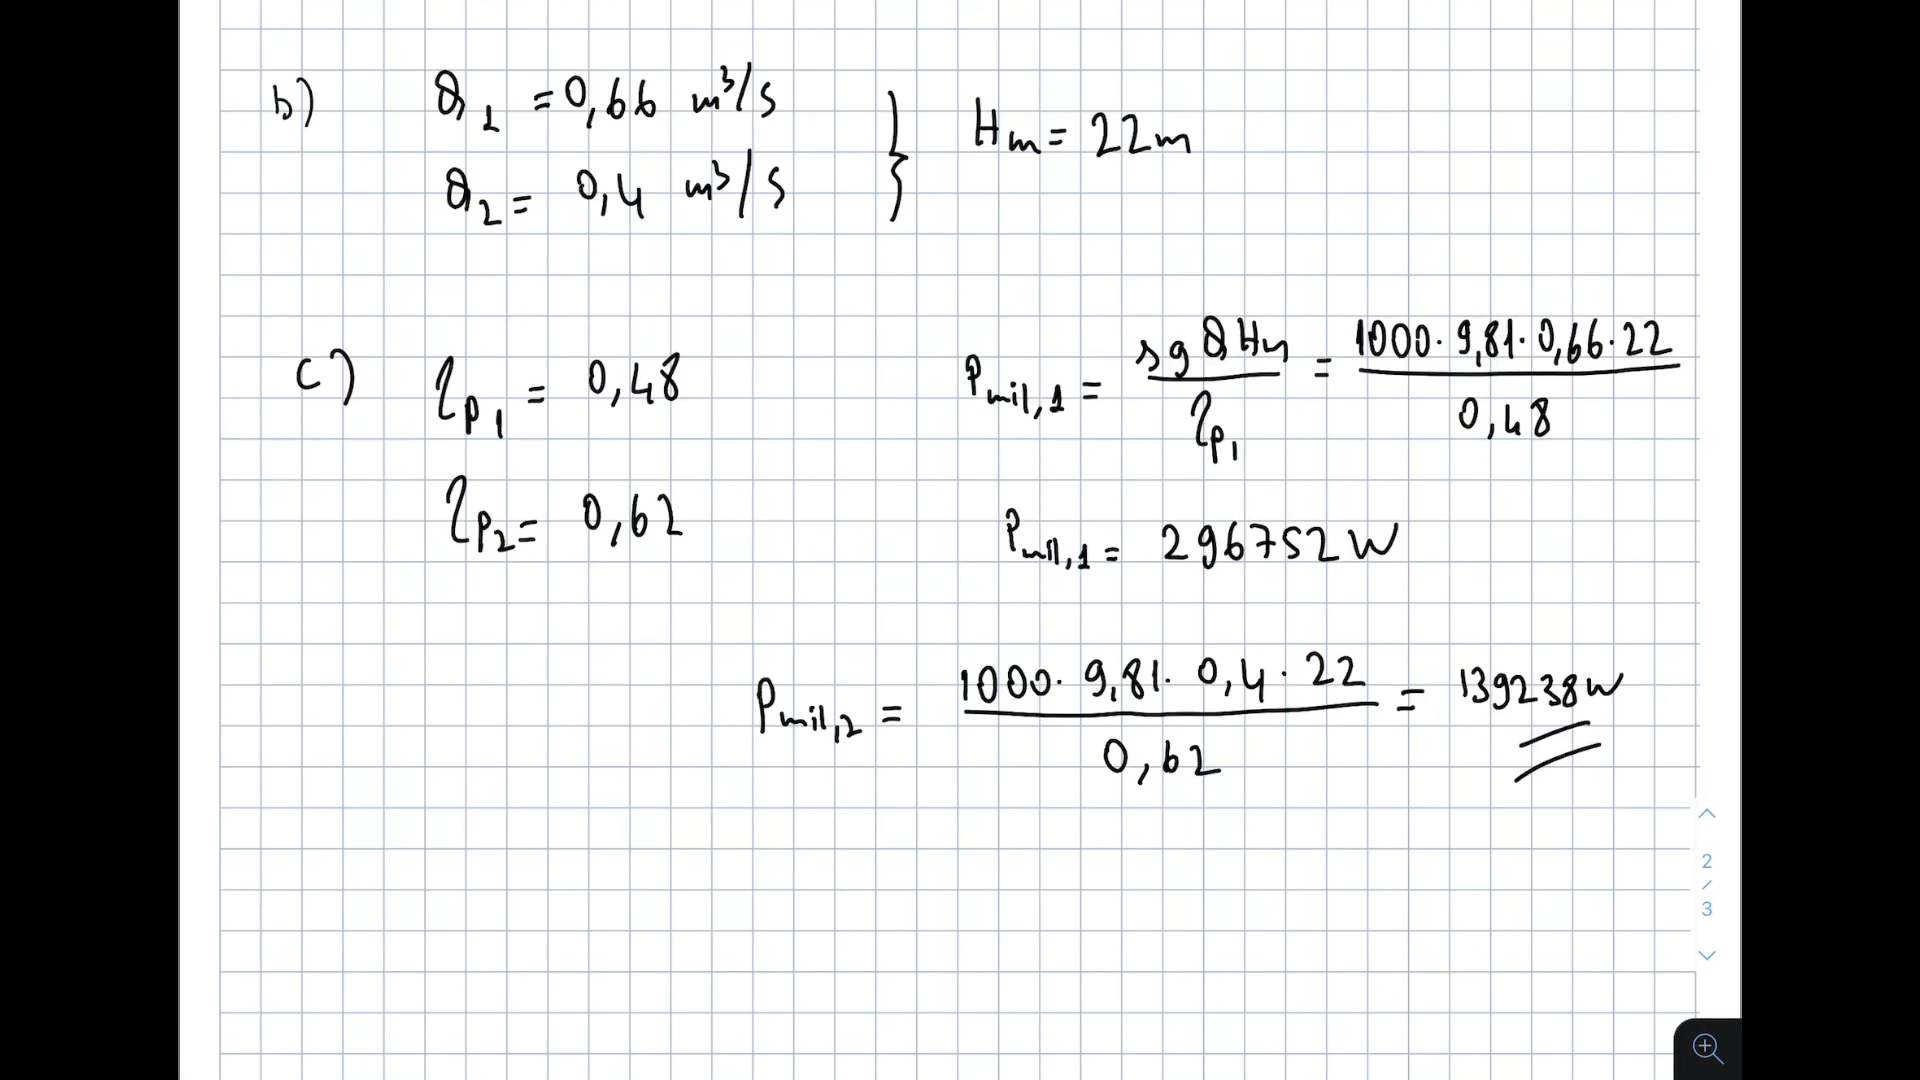 b) Q1 = 0,66 m³/s
Q2 = 0,4 m³/s
} Hm = 22m
c) ηp1 = 0,48
ηp2 = 0,62
Pmil,1 = ρgQHm / ηp1 = 1000. 9,81. 0,66. 22 / 0,48
Pmil,1 = 296752 W
Pmil,2 = 1000. 9,81. 0,4. 22 / 0,62 = 139238 W
2
/
3